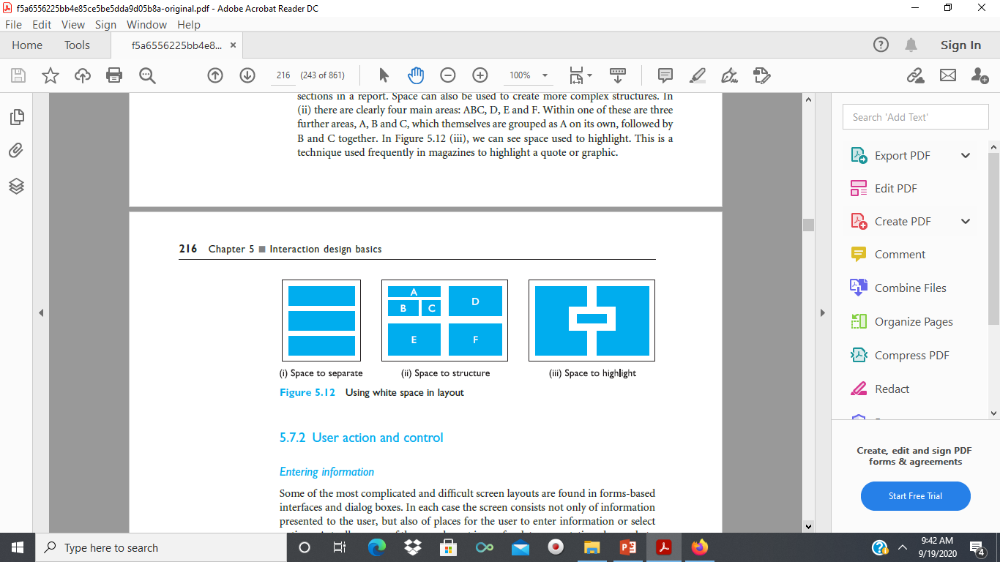 f5a6556225bb4e85ce5be5dda9d05b8a-original.pdf - Adobe Acrobat Reader DC
File Edit View Sign Window Help
Home Tools f5a6556225bb4e8... × Sign In
216 (243 of 861) 100%
sections in a report. Space can also be used to create more complex structures. In
(ii) there are clearly four main areas: ABC, D, E and F. Within one of these are three
further areas, A, B and C, which themselves are grouped as A on its own, followed by
B and C together. In Figure 5.12 (iii), we can see space used to highlight. This is a
technique used frequently in magazines to highlight a quote or graphic.
216 Chapter 5 ■ Interaction design basics
A
B C D
E F
(i) Space to separate (ii) Space to structure (iii) Space to highlight
Figure 5.12 Using white space in layout
5.7.2 User action and control
Entering information
Some of the most complicated and difficult screen layouts are found in forms-based
interfaces and dialog boxes. In each case the screen consists not only of information
presented to the user, but also of places for the user to enter information or select
Search 'Add Text'
Export PDF
Edit PDF
Create PDF
Comment
Combine Files
Organize Pages
Compress PDF
Redact
Create, edit and sign PDF
forms & agreements
Start Free Trial
Type here to search
9:42 AM
9/19/2020
4